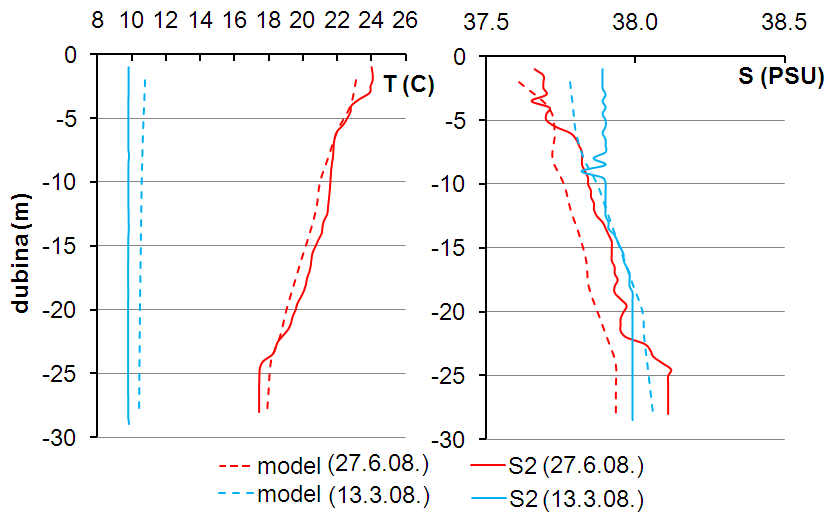 8 10 12 14 16 18 20 22 24 26
37.5 38.0 38.5
0
-5
-10
-15
-20
-25
-30
T (C)
dubina (m)
0
-5
-10
-15
-20
-25
-30
S (PSU)
model (27.6.08.) S2 (27.6.08.)
model (13.3.08.) S2 (13.3.08.)